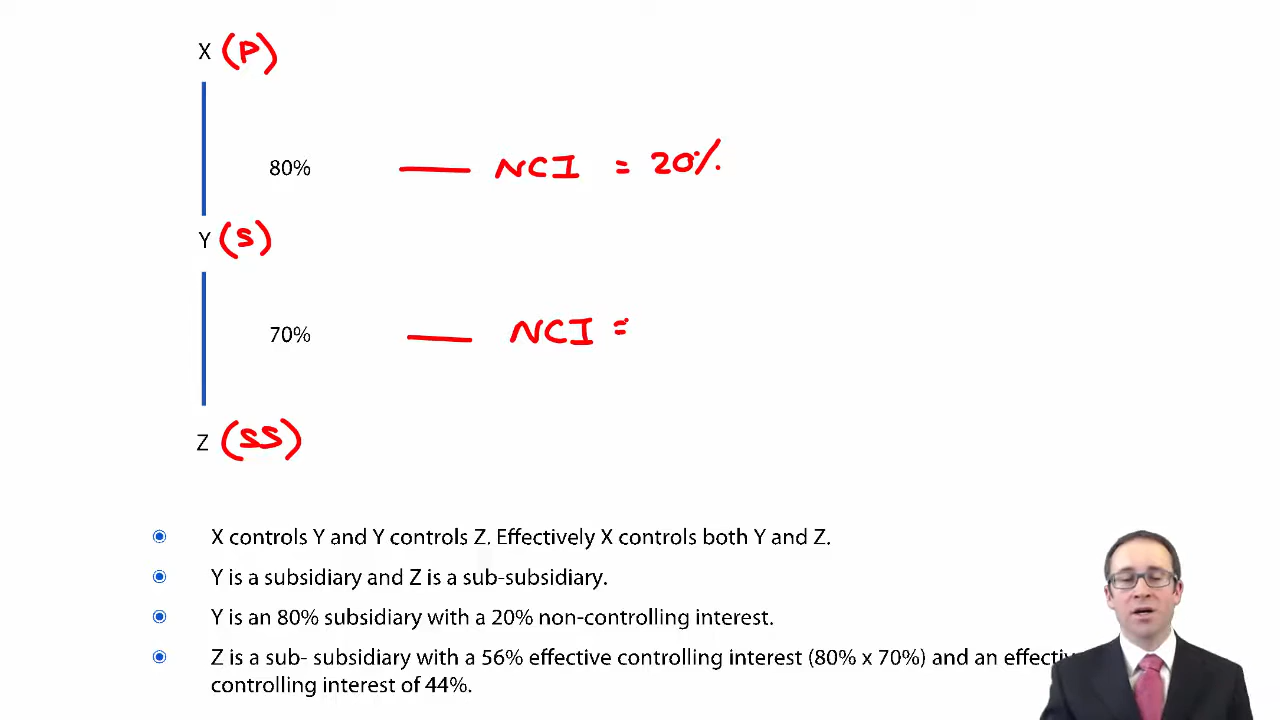 X (P)
80% — NCI = 20%
Y (S)
70% — NCI =
Z (SS)
X controls Y and Y controls Z. Effectively X controls both Y and Z.
Y is a subsidiary and Z is a sub-subsidiary.
Y is an 80% subsidiary with a 20% non-controlling interest.
Z is a sub- subsidiary with a 56% effective controlling interest (80% x 70%) and an
controlling interest of 44%.